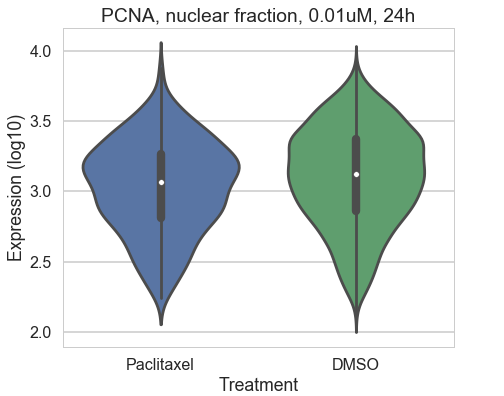 PCNA, nuclear fraction, 0.01uM, 24h
Expression (log10)
4.0
3.5
3.0
2.5
2.0
Paclitaxel DMSO
Treatment